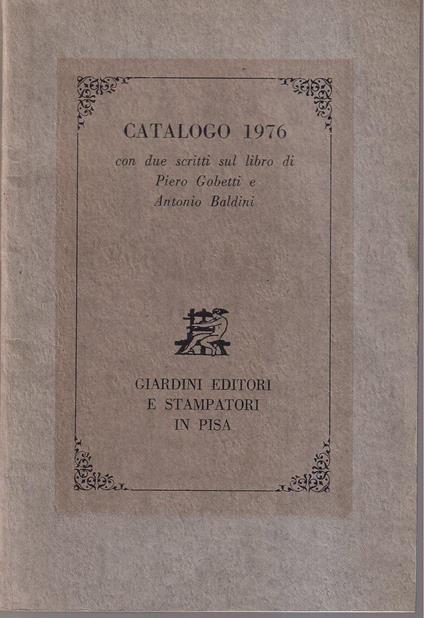 CATALOGO 1976
con due scritti sul libro di
Piero Gobetti e
Antonio Baldini
GIARDINI EDITORI
E STAMPATORI
IN PISA